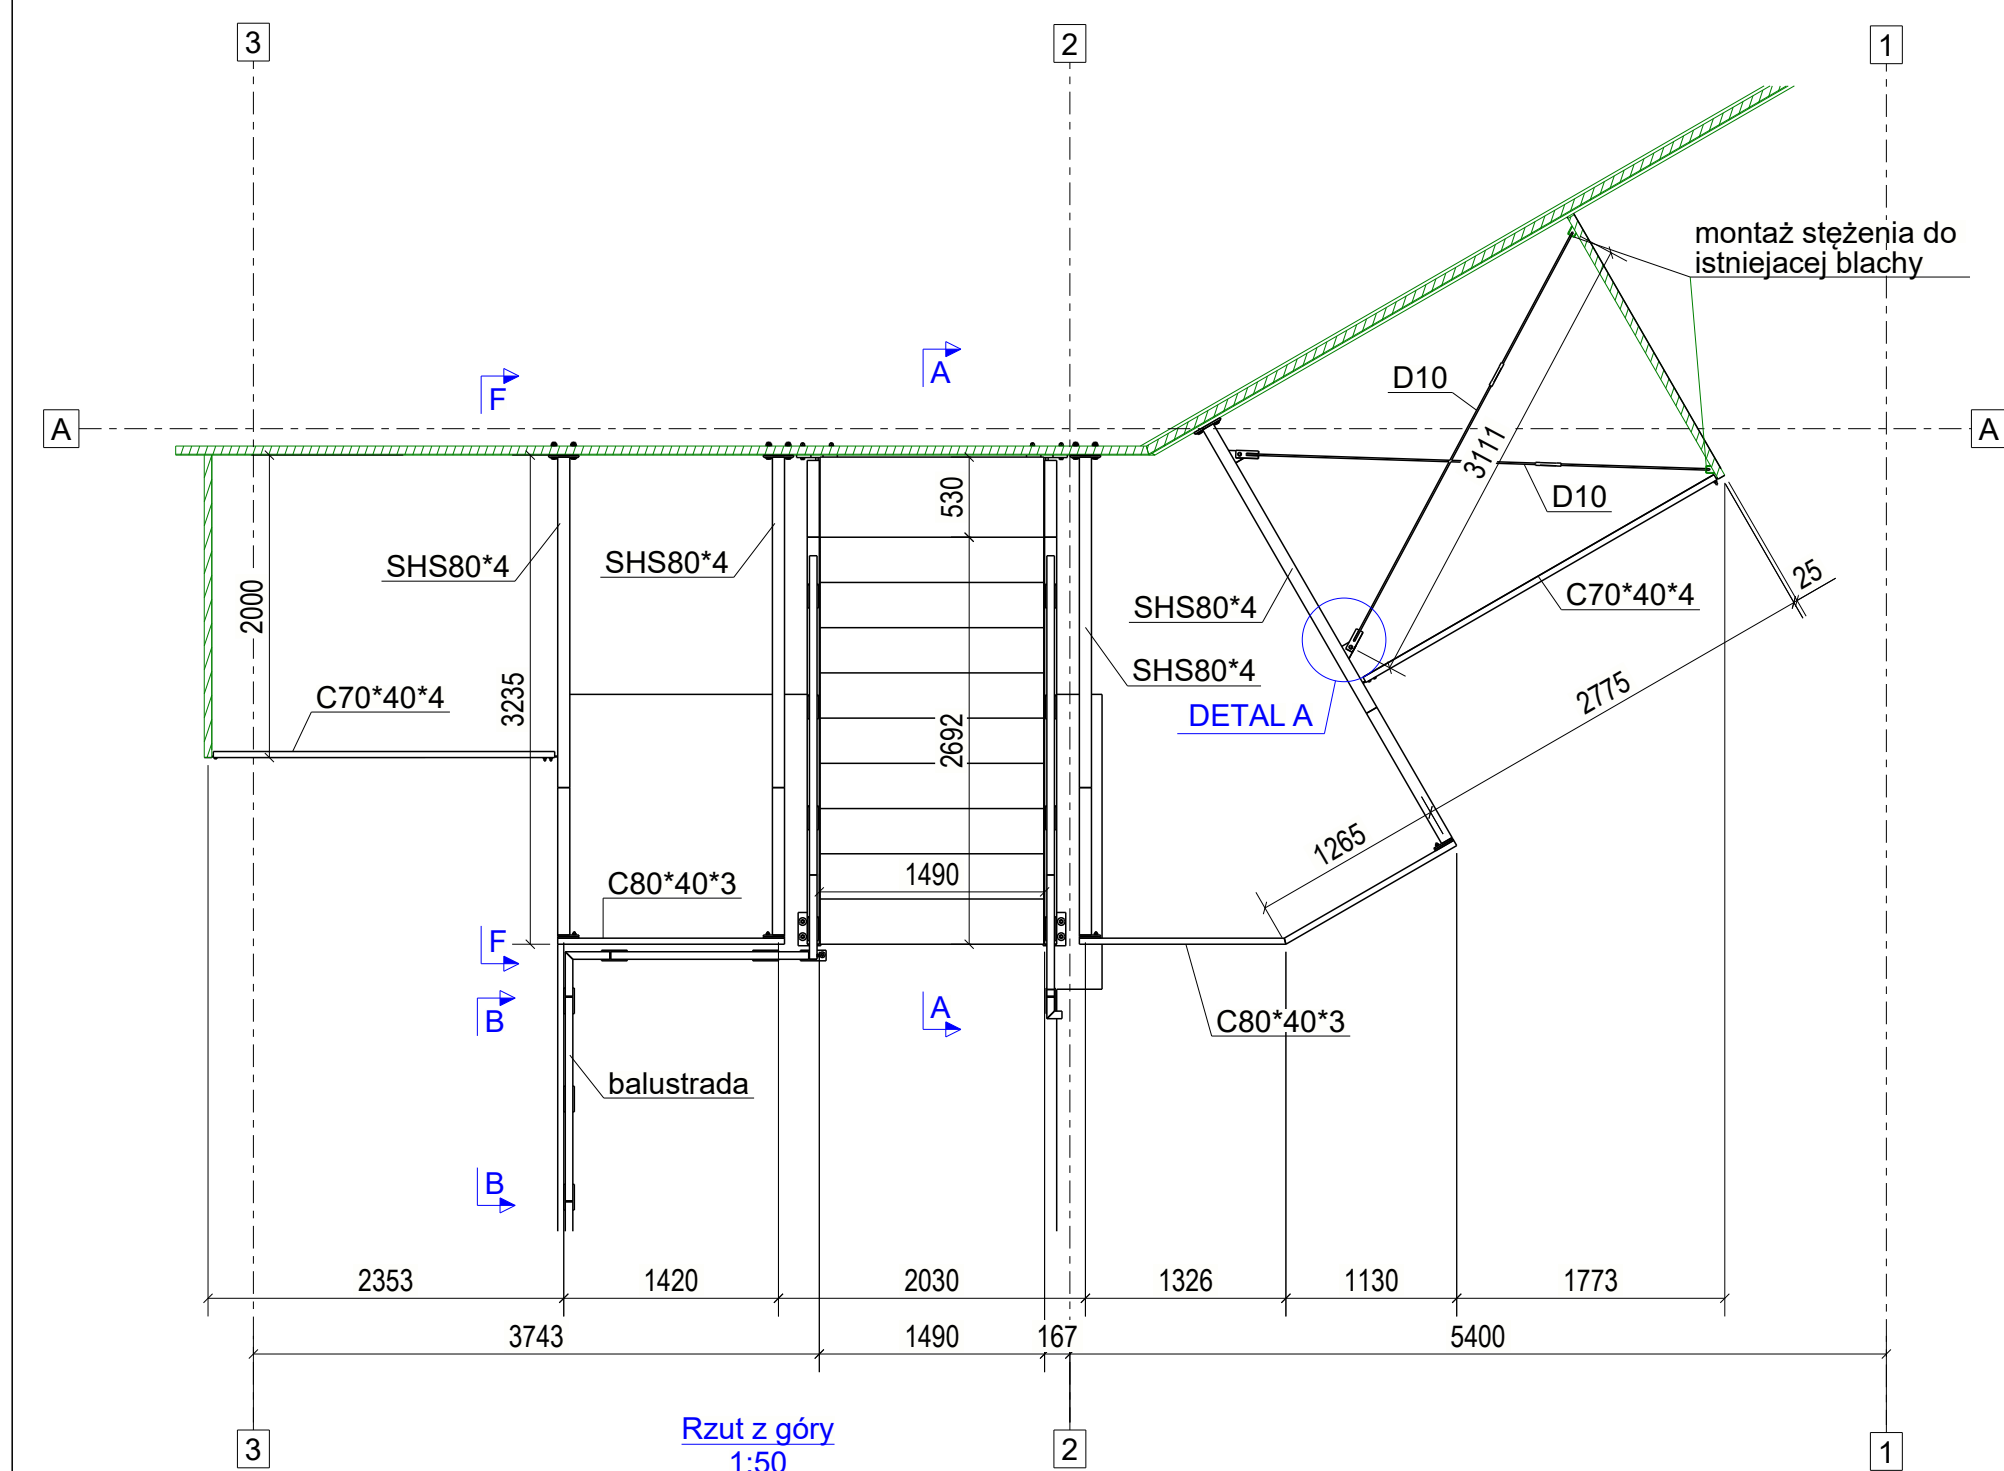 3
2
1
montaż stężenia do
istniejacej blachy
A
F
D10
A
A
3111
530
D10
SHS80*4
SHS80*4
25
2000
SHS80*4
C70*40*4
SHS80*4
C70*40*4
3235
2692
DETAL A
2775
1265
C80*40*3
1490
F
B
A
C80*40*3
balustrada
B
2353
1420
2030
1326
1130
1773
3743
1490
167
5400
Rzut z góry
1:50
3
2
1